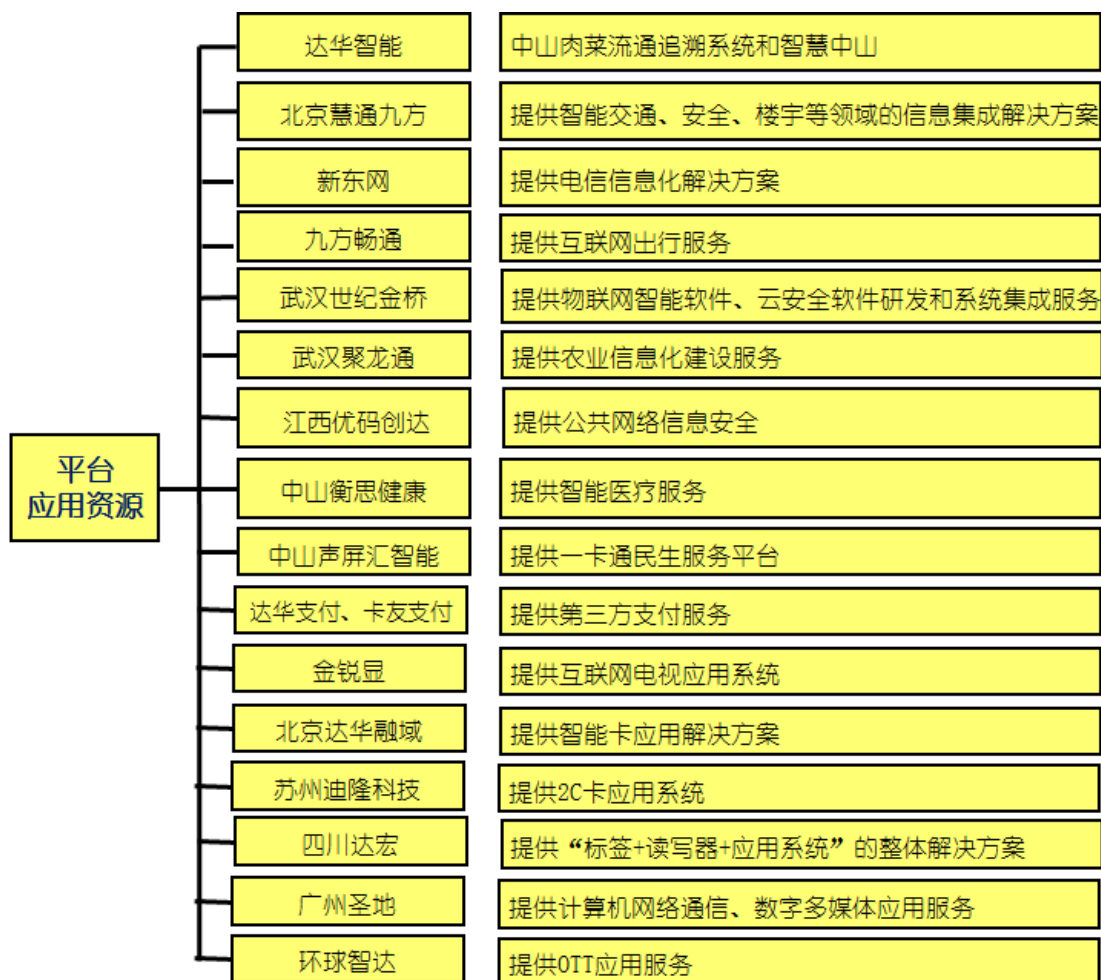 达华智能
中山肉菜流通追溯系统和智慧中山
北京慧通九方
提供智能交通、安全、楼宇等领域的信息集成解决方案
新东网
提供电信信息化解决方案
九方畅通
提供互联网出行服务
武汉世纪金桥
提供物联网智能软件、云安全软件研发和系统集成服务
武汉聚龙通
提供农业信息化建设服务
江西优码创达
提供公共网络信息安全
平台
应用资源
中山衡思健康
提供智能医疗服务
中山声屏汇智能
提供一卡通民生服务平台
达华支付、卡友支付
提供第三方支付服务
金锐显
提供互联网电视应用系统
北京达华融域
提供智能卡应用解决方案
苏州迪隆科技
提供2C卡应用系统
四川达宏
提供“标签+读写器+应用系统”的整体解决方案
广州圣地
提供计算机网络通信、数字多媒体应用服务
环球智达
提供OTT应用服务